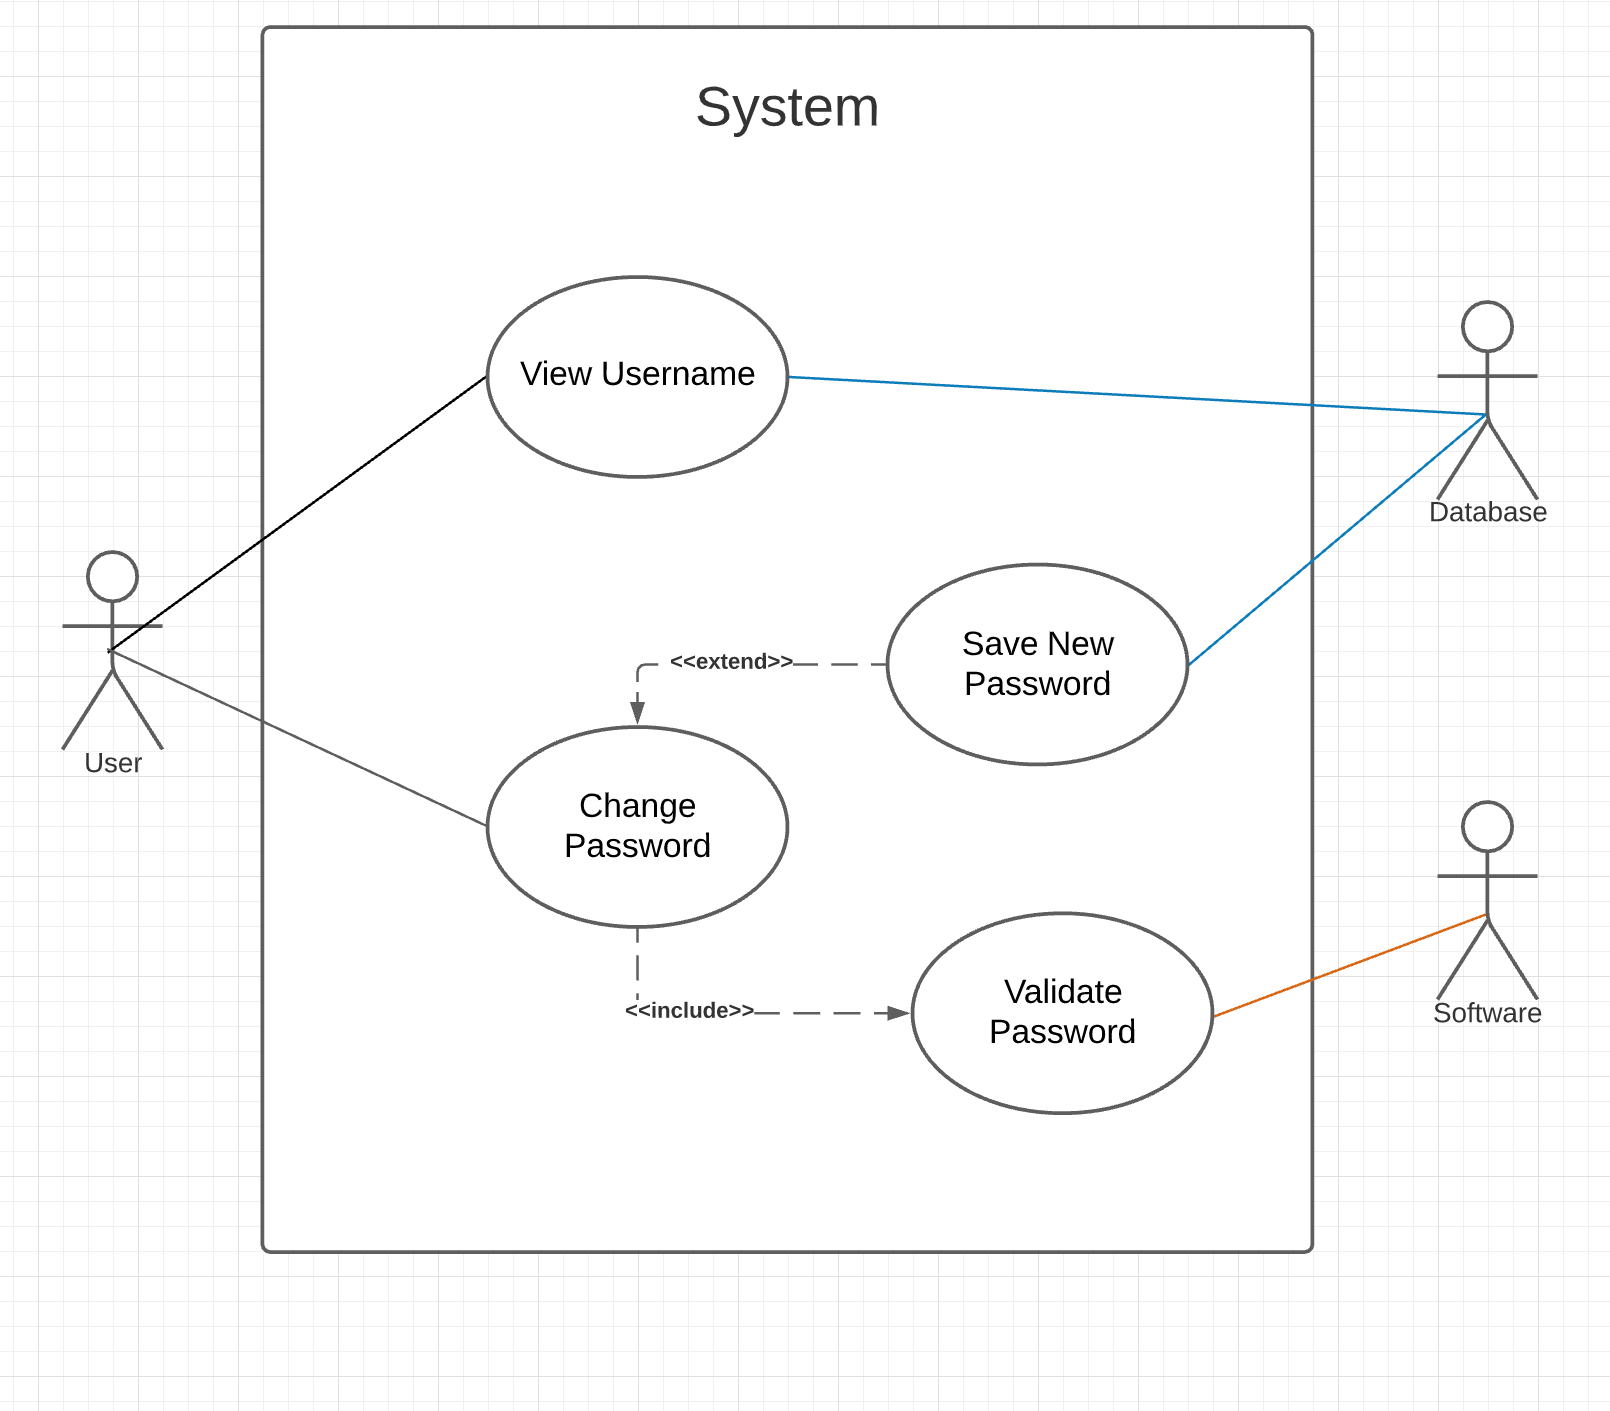 System
View Username
Database
Save New
Password
<<extend>>
User
Change
Password
Validate
Password
<<include>>
Software